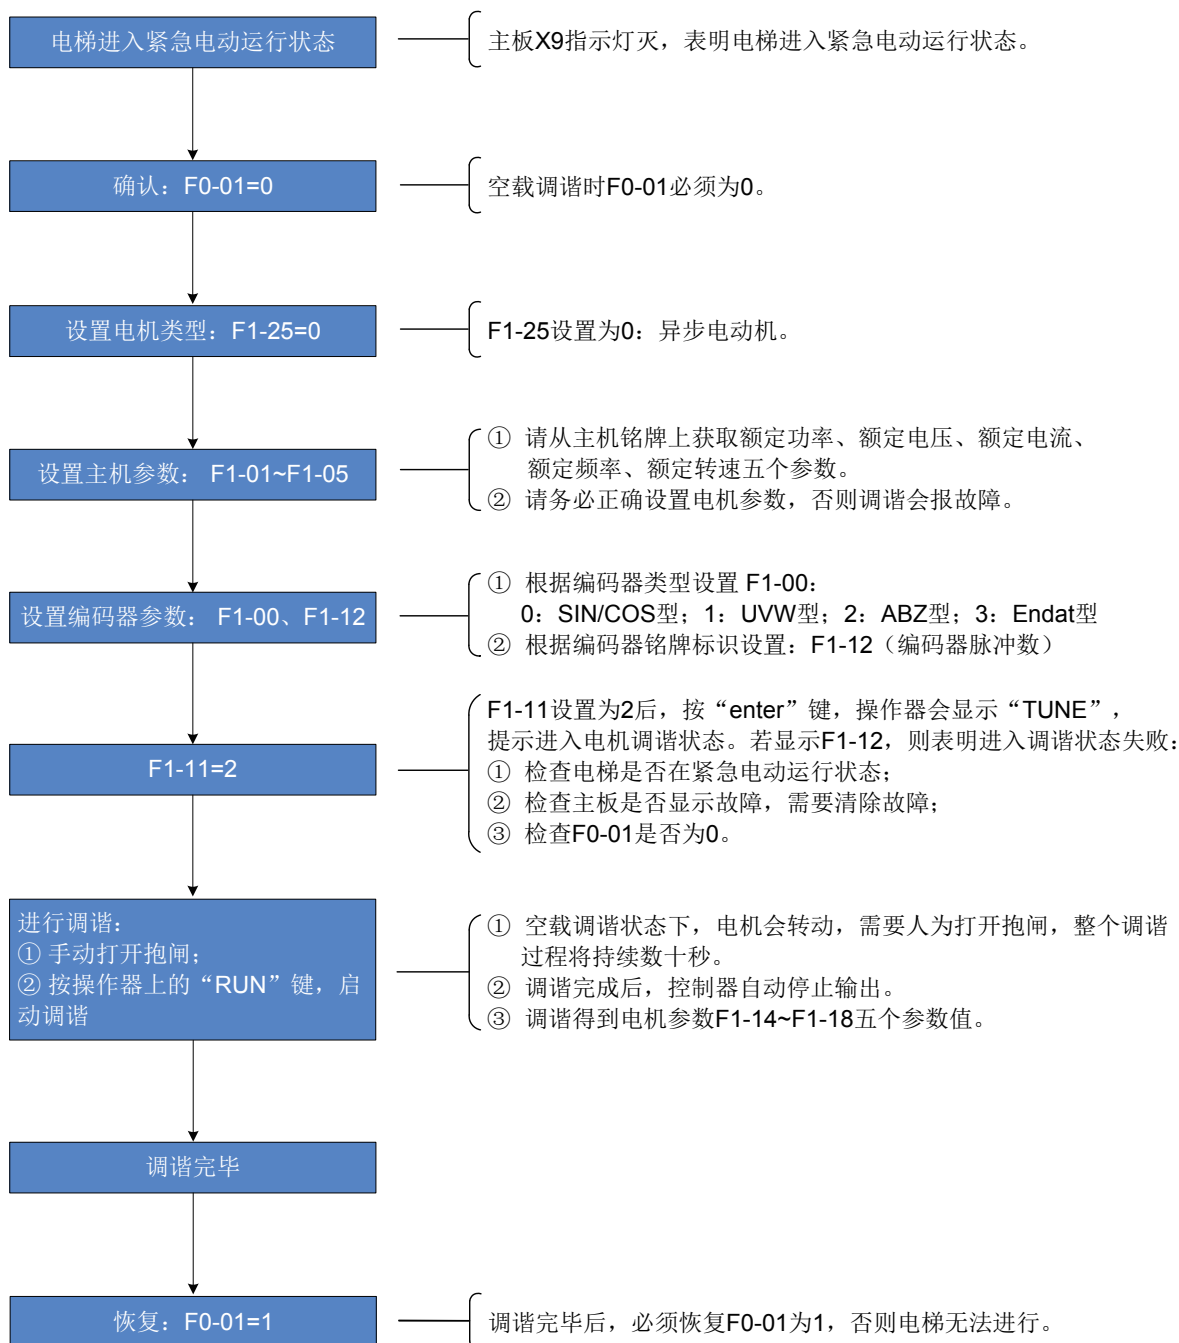 电梯进入紧急电动运行状态
主板X9指示灯灭，表明电梯进入紧急电动运行状态。
确认：F0-01=0
空载调谐时F0-01必须为0。
设置电机类型：F1-25=0
F1-25设置为0：异步电动机。
设置主机参数： F1-01~F1-05
① 请从主机铭牌上获取额定功率、额定电压、额定电流、
额定频率、额定转速五个参数。
② 请务必正确设置电机参数，否则调谐会报故障。
设置编码器参数： F1-00、F1-12
① 根据编码器类型设置 F1-00：
0：SIN/COS型；1：UVW型；2：ABZ型；3：Endat型
② 根据编码器铭牌标识设置：F1-12（编码器脉冲数）
F1-11=2
F1-11设置为2后，按“enter”键，操作器会显示“TUNE”，
提示进入电机调谐状态。若显示F1-12，则表明进入调谐状态失败：
① 检查电梯是否在紧急电动运行状态；
② 检查主板是否显示故障，需要清除故障；
③ 检查F0-01是否为0。
进行调谐：
① 手动打开抱闸；
② 按操作器上的“RUN”键，启
动调谐
① 空载调谐状态下，电机会转动，需要人为打开抱闸，整个调谐
过程将持续数十秒。
② 调谐完成后，控制器自动停止输出。
③ 调谐得到电机参数F1-14~F1-18五个参数值。
调谐完毕
恢复：F0-01=1
调谐完毕后，必须恢复F0-01为1，否则电梯无法进行。